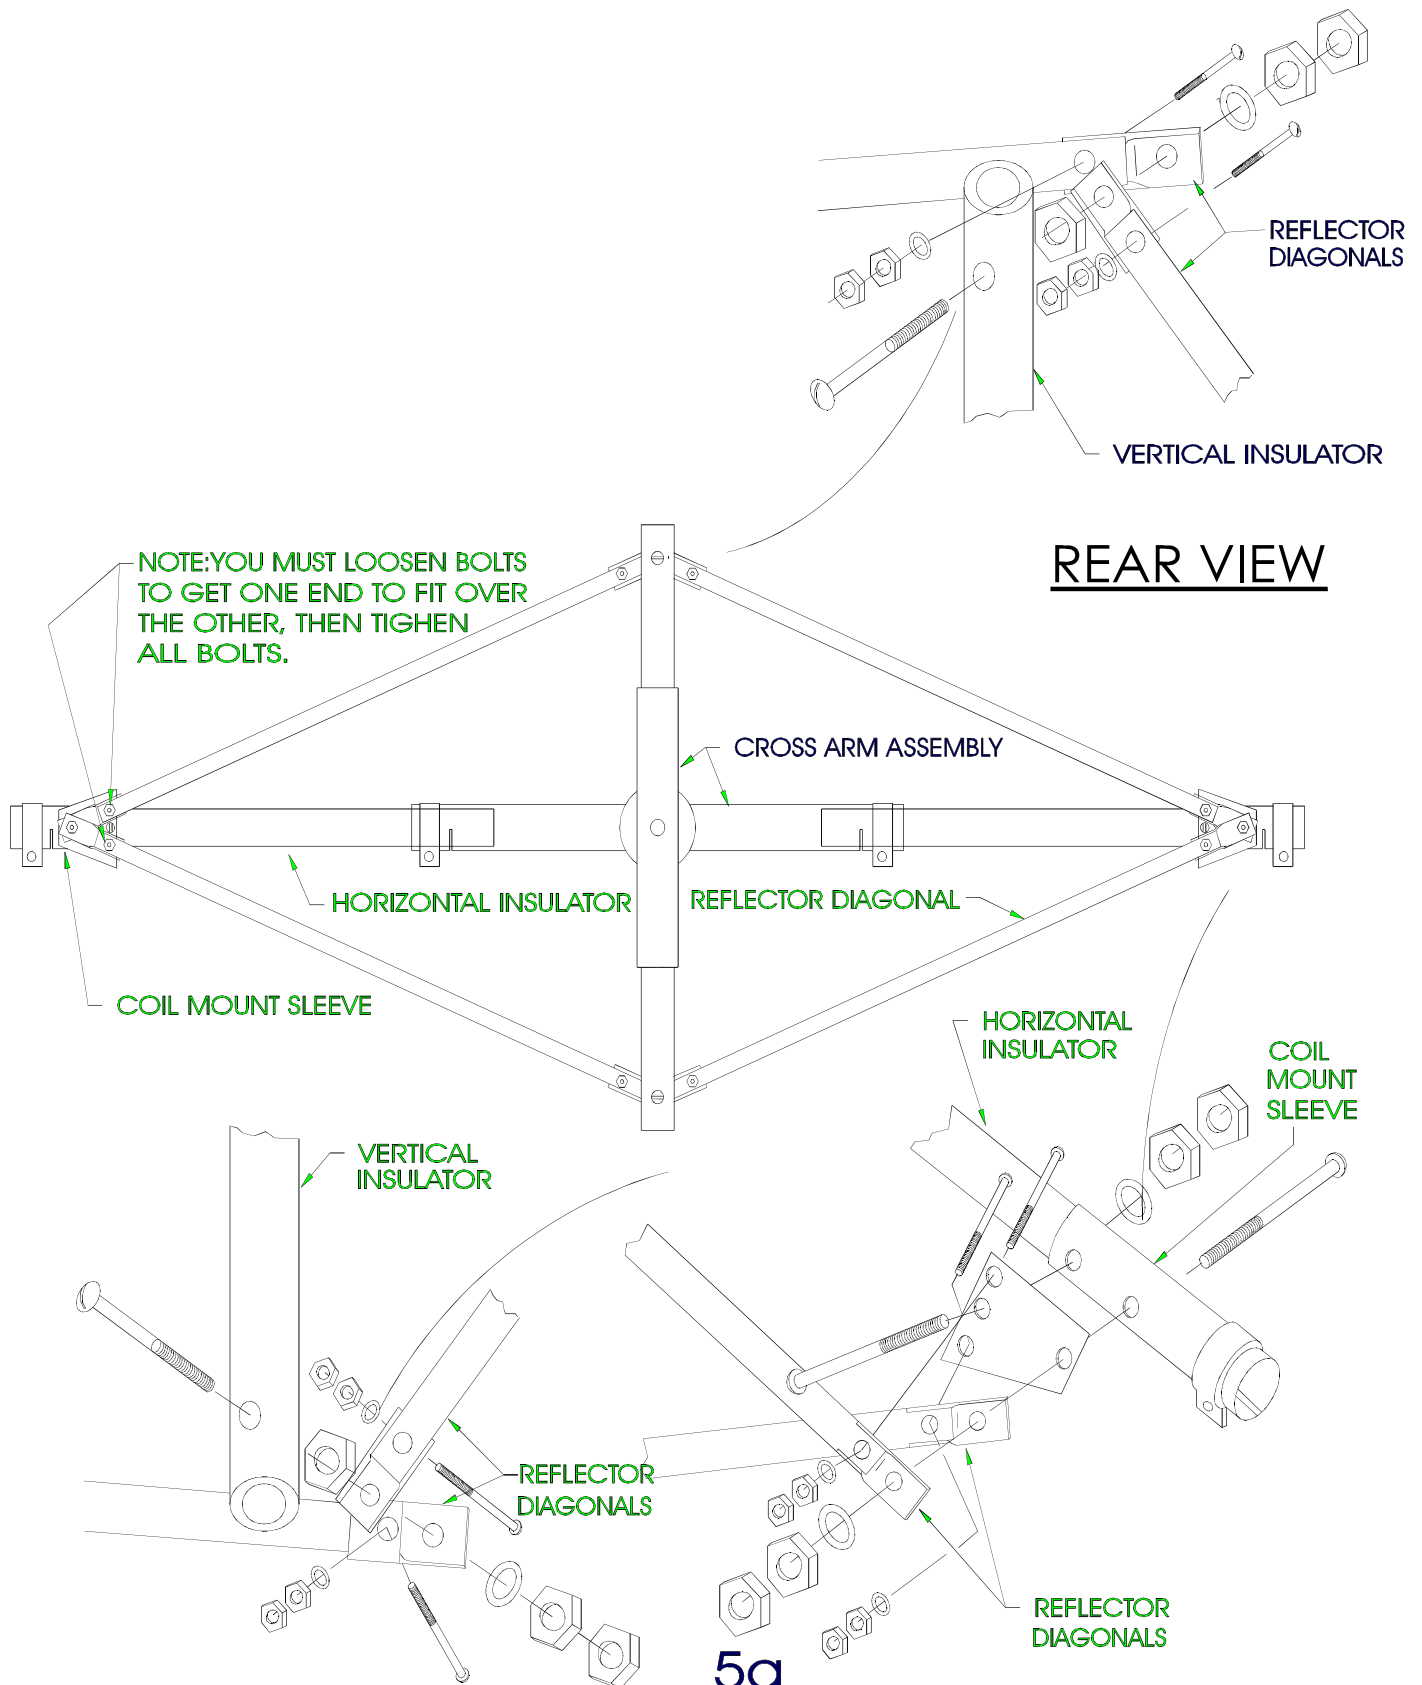 REFLECTOR
DIAGONALS
VERTICAL INSULATOR
REAR VIEW
NOTE:YOU MUST LOOSEN BOLTS
TO GET ONE END TO FIT OVER
THE OTHER, THEN TIGHEN
ALL BOLTS.
CROSS ARM ASSEMBLY
HORIZONTAL INSULATOR
REFLECTOR DIAGONAL
COIL MOUNT SLEEVE
HORIZONTAL
INSULATOR
COIL
MOUNT
SLEEVE
VERTICAL
INSULATOR
REFLECTOR
DIAGONALS
REFLECTOR
DIAGONALS
5a